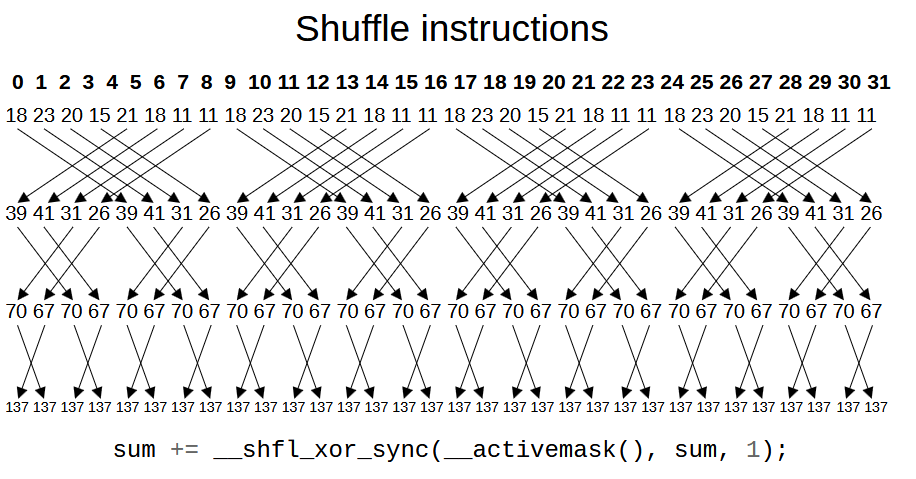 Shuffle instructions
0 1 2 3 4 5 6 7 8 9 10 11 12 13 14 15 16 17 18 19 20 21 22 23 24 25 26 27 28 29 30 31
18 23 20 15 21 18 11 11 18 23 20 15 21 18 11 11 18 23 20 15 21 18 11 11 18 23 20 15 21 18 11 11
39 41 31 26 39 41 31 26 39 41 31 26 39 41 31 26 39 41 31 26 39 41 31 26 39 41 31 26 39 41 31 26
70 67 70 67 70 67 70 67 70 67 70 67 70 67 70 67 70 67 70 67 70 67 70 67 70 67 70 67 70 67 70 67
137 137 137 137 137 137 137 137 137 137 137 137 137 137 137 137 137 137 137 137 137 137 137 137 137 137 137 137 137 137 137 137
sum += __shfl_xor_sync(__activemask(), sum, 1);